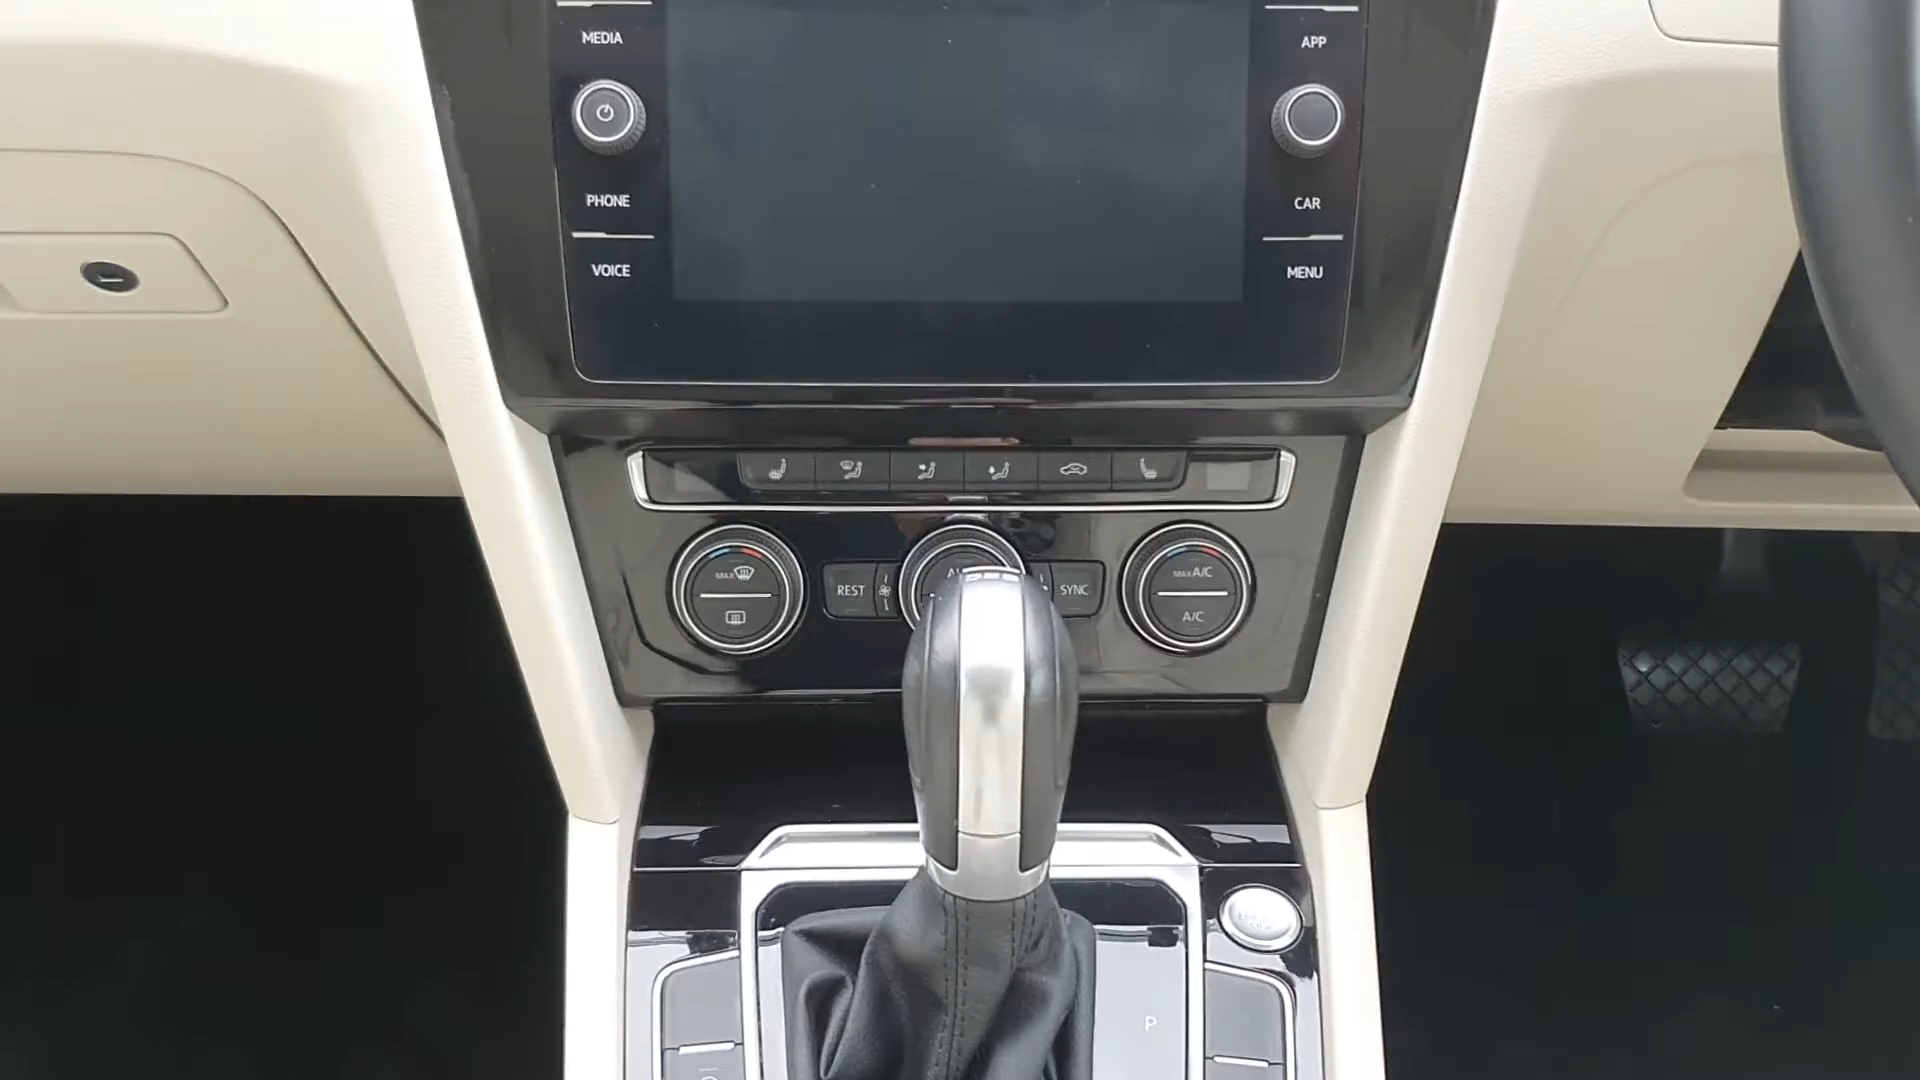 MEDIA
APP
PHONE
CAR
VOICE
MENU
MAX
REST
SYNC
MAX A/C
A/C
P